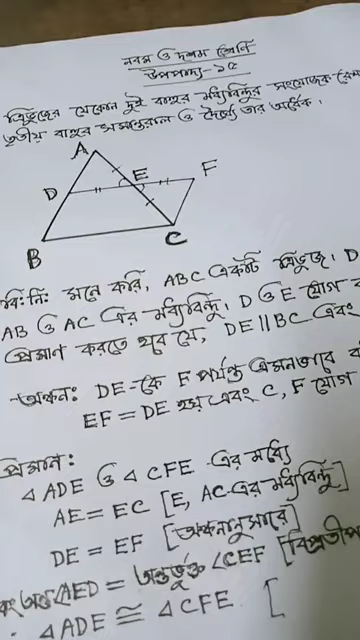 নবম ও দশম শ্রেণি
উপপাদ্য-১৫
ত্রিভুজের যেকোন দুই বাহুর মধ্যবিন্দুর সংযোজক
তৃতীয় বাহুর সমান্তরাল ও দৈর্ঘ্যে তার অর্ধেক।
A
D
E
F
B
C
বি:নি: মনে করি, ABC একটি ত্রিভুজ। D
AB ও AC এর মধ্যবিন্দু। D ও E যোগ
প্রমাণ করতে হবে যে, DE || BC এবং
অঙ্কন: DE-কে F পর্যন্ত এমনভাবে
EF = DE হয় এবং C, F যোগ
প্রমান:
△ ADE ও △ CFE এর মধ্যে
AE = EC [E, AC-এর মধ্যবিন্দু]
DE = EF [অঙ্কনানুসারে]
∠AED = অন্তর্ভুক্ত ∠CEF [বিপ্রতীপ
△ ADE ≅ △ CFE. [